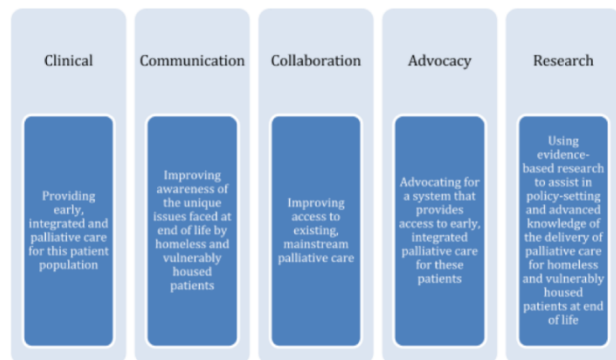 Clinical
Providing
early,
integrated and
palliative care
for this patient
population
Communication
Improving
awareness of
the unique
issues faced at
end of life by
homeless and
vulnerably
housed
patients
Collaboration
Improving
access to
existing,
mainstream
palliative care
Advocacy
Advocating for
a system that
provides
access to early,
integrated
palliative care
for these
patients
Research
Using
evidence-
based research
to assist in
policy-setting
and advanced
knowledge of
the delivery of
palliative care
for homeless
and vulnerably
housed
patients at end
of life